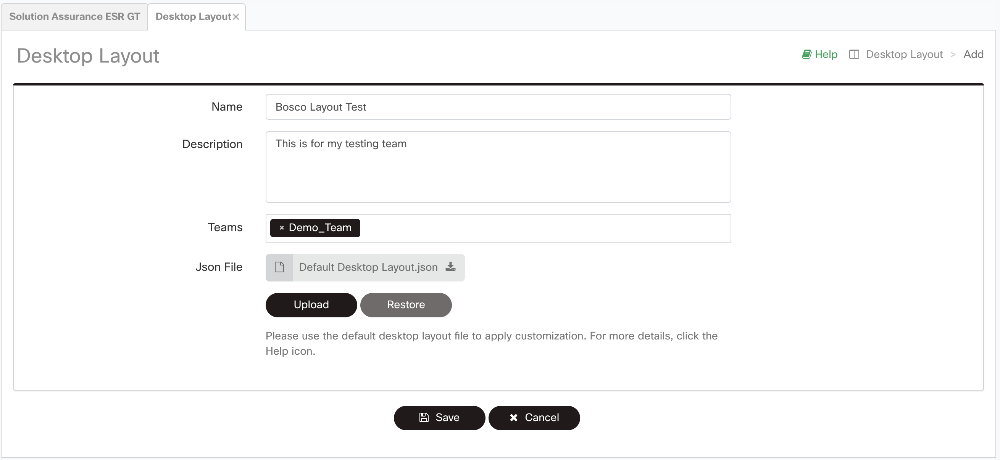 Solution Assurance ESR GT
Desktop Layout
Desktop Layout
Help
Desktop Layout > Add
Name
Bosco Layout Test
Description
This is for my testing team
Teams
Demo_Team
Json File
Default Desktop Layout.json
Upload
Restore
Please use the default desktop layout file to apply customization. For more details, click the
Help icon.
Save
Cancel